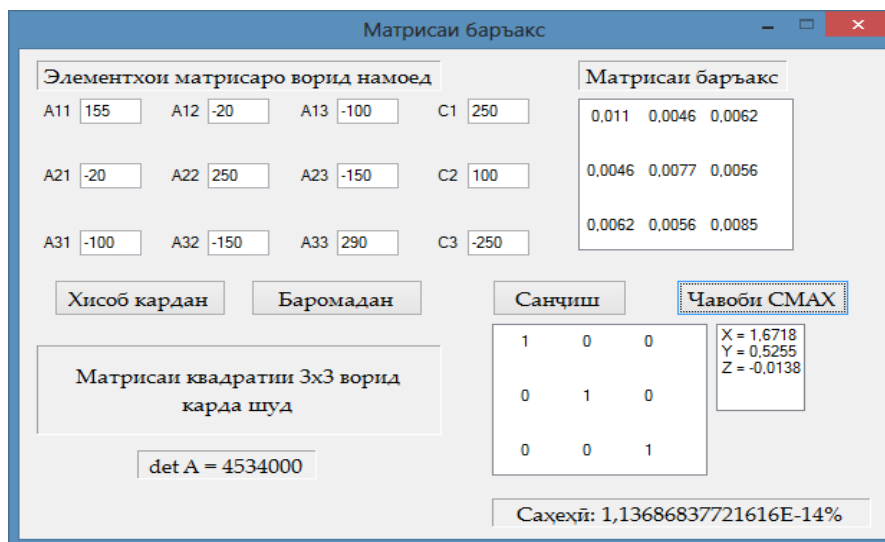 Матрисаи баръакс
Элементхои матрисаро ворид намоед
Матрисаи баръакс
A11 155 A12 -20 A13 -100 C1 250
0,011 0,0046 0,0062
A21 -20 A22 250 A23 -150 C2 100
0,0046 0,0077 0,0056
A31 -100 A32 -150 A33 290 C3 -250
0,0062 0,0056 0,0085
Хисоб кардан Баромадан Санҷиш Ҷавоби СМАХ
1 0 0
0 1 0
0 0 1
X = 1,6718
Y = 0,5255
Z = -0,0138
Матрисаи квадратии 3х3 ворид
карда шуд
det A = 4534000
Саҳеҳӣ: 1,13686837721616E-14%